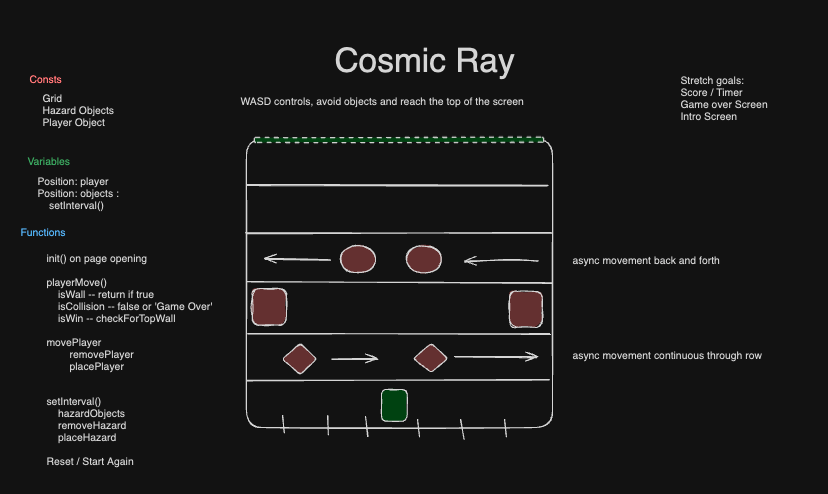 Cosmic Ray
WASD controls, avoid objects and reach the top of the screen
Consts
Grid
Hazard Objects
Player Object
Variables
Position: player
Position: objects :
setInterval()
Functions
init() on page opening
playerMove()
isWall -- return if true
isCollision -- false or 'Game Over'
isWin -- checkForTopWall
movePlayer
removePlayer
placePlayer
setInterval()
hazardObjects
removeHazard
placeHazard
Reset / Start Again
Stretch goals:
Score / Timer
Game over Screen
Intro Screen
async movement back and forth
async movement continuous through row